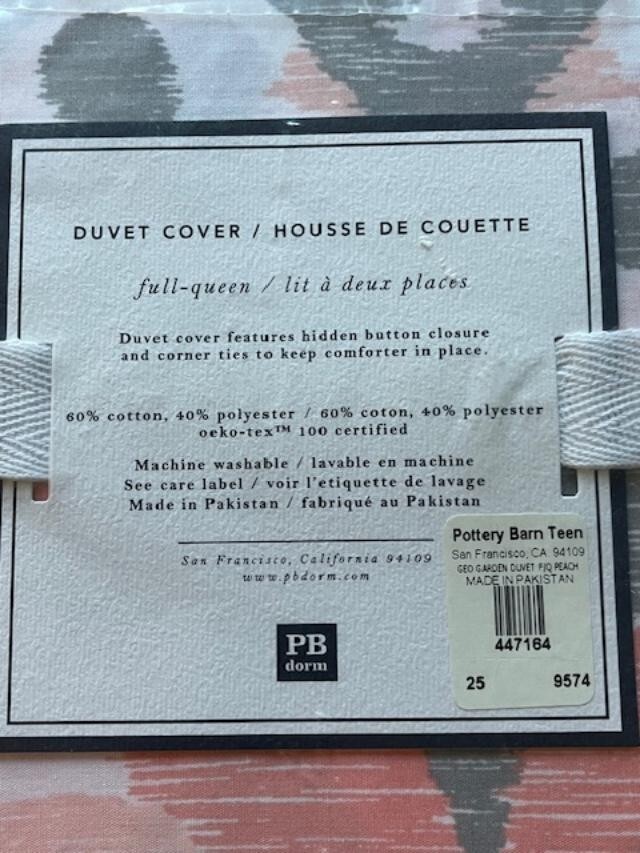 DUVET COVER / HOUSSE DE COUETTE
full-queen / lit à deux places
Duvet cover features hidden button closure
and corner ties to keep comforter in place.
60% cotton, 40% polyester / 60% coton, 40% polyester
oeko-tex™ 100 certified
Machine washable / lavable en machine
See care label / voir l'étiquette de lavage
Made in Pakistan / fabriqué au Pakistan
San Francisco, California 94109
www.pbdorm.com
PB
dorm
Pottery Barn Teen
San Francisco, CA 94109
GEO GARDEN DUVET F/Q PEACH
MADE IN PAKISTAN
447164
25 9574